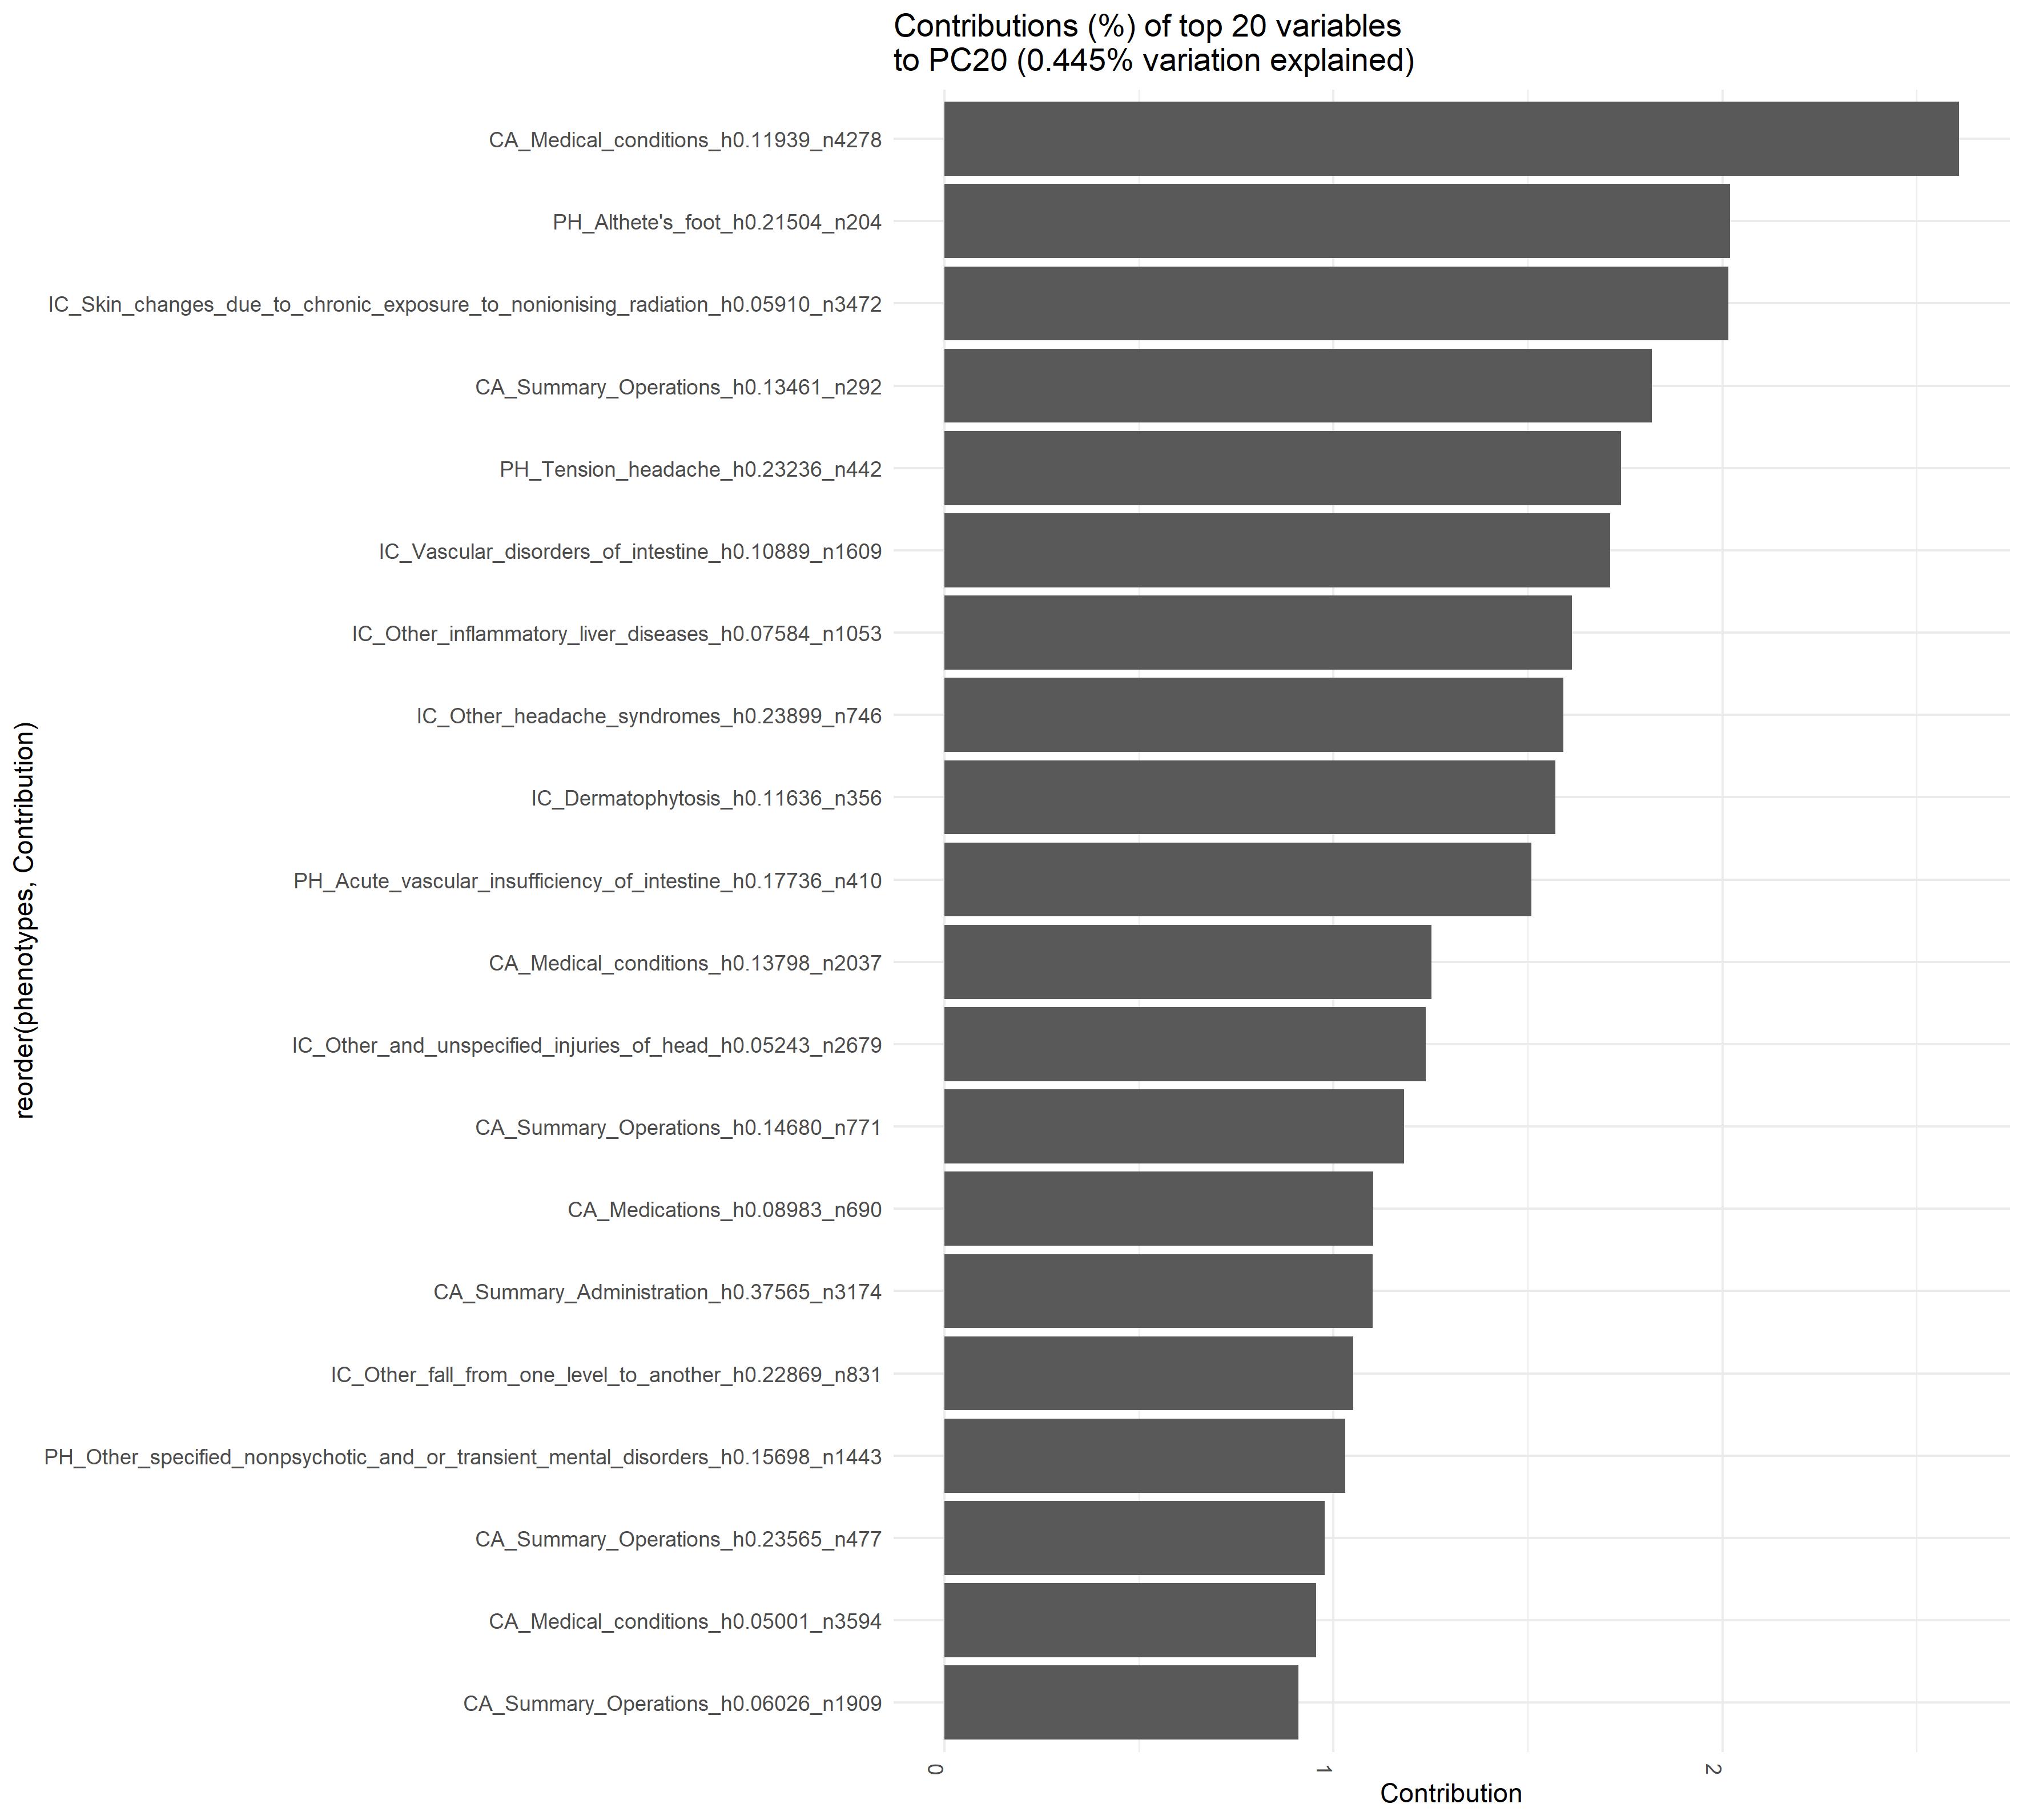 Contributions (%) of top 20 variables
to PC20 (0.445% variation explained)
CA_Medical_conditions_h0.11939_n4278
PH_Althete's_foot_h0.21504_n204
IC_Skin_changes_due_to_chronic_exposure_to_nonionising_radiation_h0.05910_n3472
CA_Summary_Operations_h0.13461_n292
PH_Tension_headache_h0.23236_n442
IC_Vascular_disorders_of_intestine_h0.10889_n1609
IC_Other_inflammatory_liver_diseases_h0.07584_n1053
IC_Other_headache_syndromes_h0.23899_n746
IC_Dermatophytosis_h0.11636_n356
PH_Acute_vascular_insufficiency_of_intestine_h0.17736_n410
CA_Medical_conditions_h0.13798_n2037
IC_Other_and_unspecified_injuries_of_head_h0.05243_n2679
CA_Summary_Operations_h0.14680_n771
CA_Medications_h0.08983_n690
CA_Summary_Administration_h0.37565_n3174
IC_Other_fall_from_one_level_to_another_h0.22869_n831
PH_Other_specified_nonpsychotic_and_or_transient_mental_disorders_h0.15698_n1443
CA_Summary_Operations_h0.23565_n477
CA_Medical_conditions_h0.05001_n3594
CA_Summary_Operations_h0.06026_n1909
reorder(phenotypes, Contribution)
0 1 2
Contribution